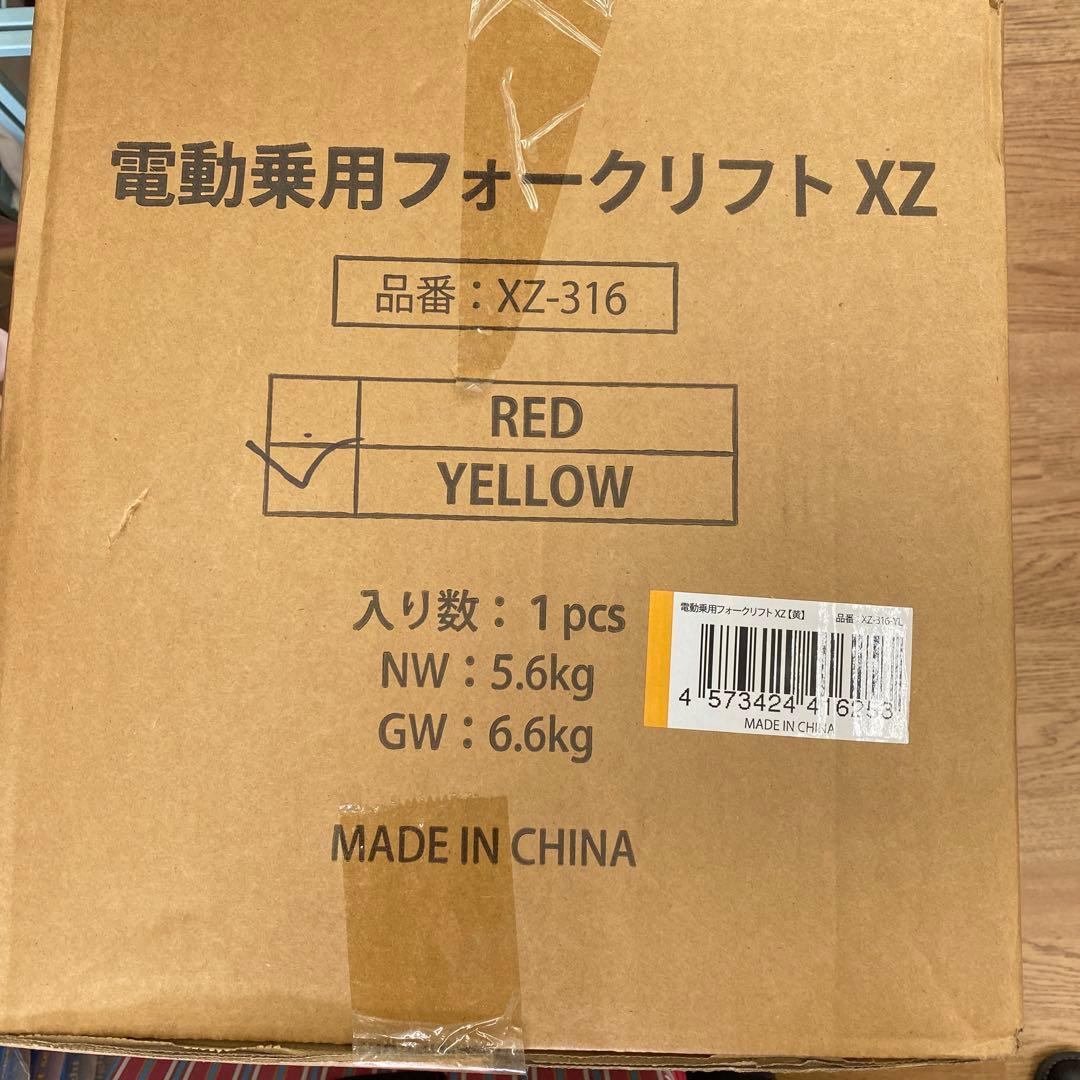 電動乗用フォークリフト XZ
品番：XZ-316
RED
YELLOW
入り数：1 pcs
NW：5.6kg
GW：6.6kg
電動乗用フォークリフト XZ【黄】 品番：XZ-316-YL
4 573424 416253
MADE IN CHINA
MADE IN CHINA